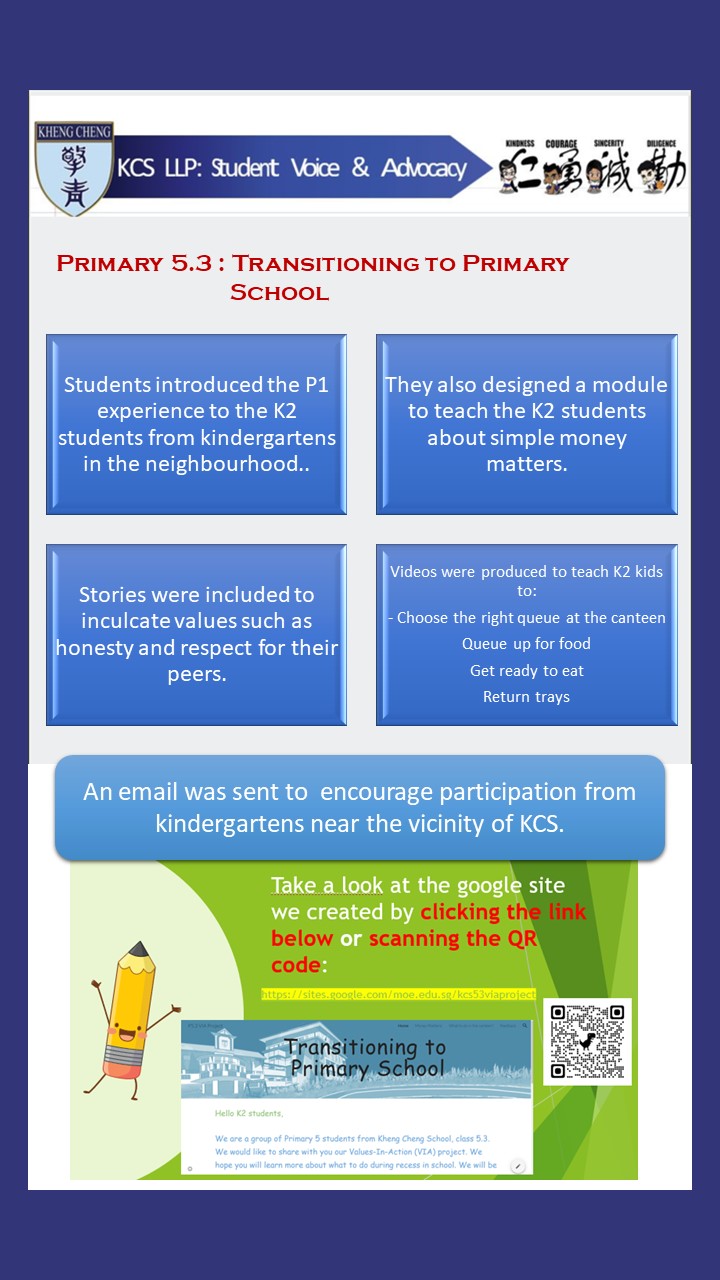 KHENG CHENG
擎青
KCS LLP: Student Voice & Advocacy
KINDNESS COURAGE SINCERITY DILIGENCE
仁勇诚勤
Primary 5.3 : Transitioning to Primary
School
Students introduced the P1
experience to the K2
students from kindergartens
in the neighbourhood..
They also designed a module
to teach the K2 students
about simple money
matters.
Stories were included to
inculcate values such as
honesty and respect for their
peers.
Videos were produced to teach K2 kids
to:
- Choose the right queue at the canteen
Queue up for food
Get ready to eat
Return trays
An email was sent to  encourage participation from
kindergartens near the vicinity of KCS.
Take a look at the google site
we created by clicking the link
below or scanning the QR
code:
https://sites.google.com/moe.edu.sg/kcs53viaproject
Transitioning to
Primary School
Hello K2 students,
We are a group of Primary 5 students from Kheng Cheng School, class 5.3.
We would like to share with you our Values-In-Action (VIA) project. We
hope you will learn more about what to do during recess in school. We will be